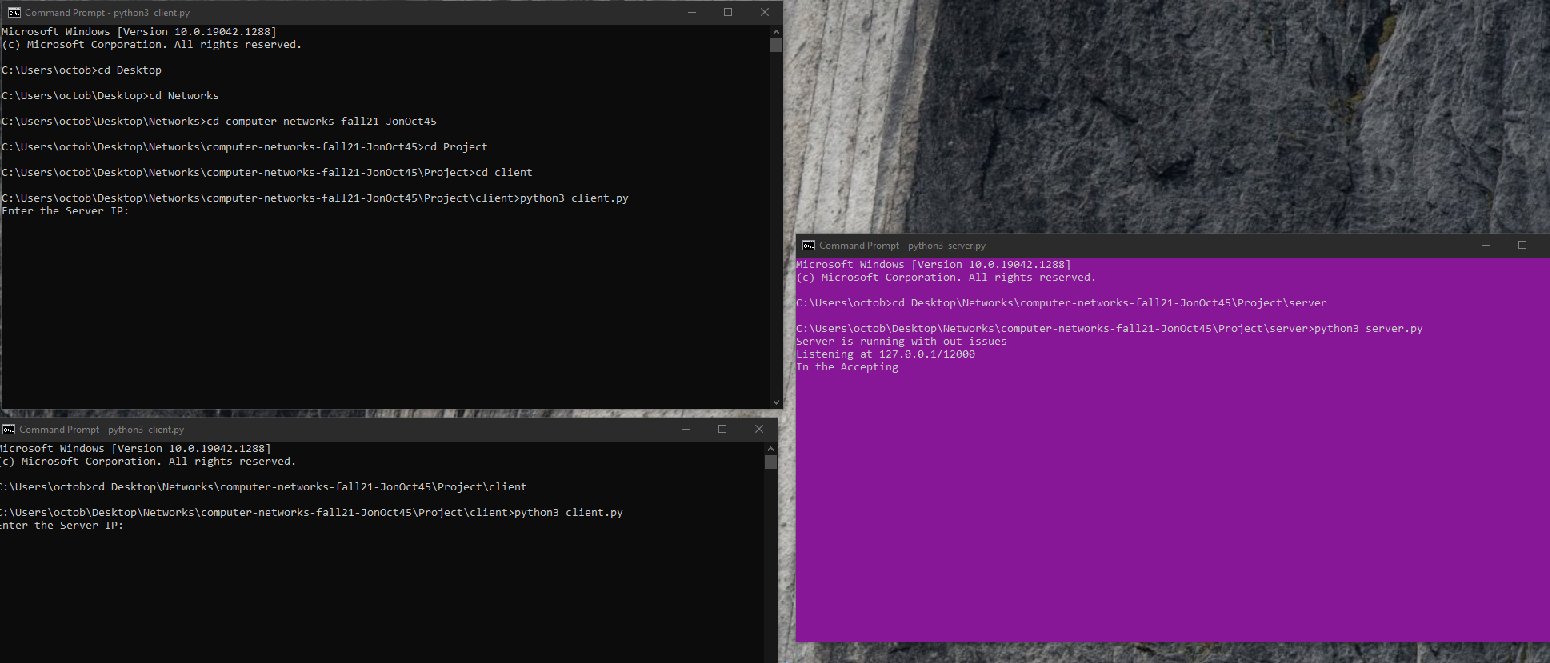 Command Prompt - python3 client.py
Microsoft Windows [Version 10.0.19042.1288]
(c) Microsoft Corporation. All rights reserved.
C:\Users\octob>cd Desktop
C:\Users\octob\Desktop>cd Networks
C:\Users\octob\Desktop\Networks>cd computer-networks-fall21-JonOct45
C:\Users\octob\Desktop\Networks\computer-networks-fall21-JonOct45>cd Project
C:\Users\octob\Desktop\Networks\computer-networks-fall21-JonOct45\Project>cd client
C:\Users\octob\Desktop\Networks\computer-networks-fall21-JonOct45\Project\client>python3 client.py
Enter the Server IP:
Command Prompt - python3 client.py
Microsoft Windows [Version 10.0.19042.1288]
(c) Microsoft Corporation. All rights reserved.
C:\Users\octob>cd Desktop\Networks\computer-networks-fall21-JonOct45\Project\client
C:\Users\octob\Desktop\Networks\computer-networks-fall21-JonOct45\Project\client>python3 client.py
Enter the Server IP:
Command Prompt - python3 server.py
Microsoft Windows [Version 10.0.19042.1288]
(c) Microsoft Corporation. All rights reserved.
C:\Users\octob>cd Desktop\Networks\computer-networks-fall21-JonOct45\Project\server
C:\Users\octob\Desktop\Networks\computer-networks-fall21-JonOct45\Project\server>python3 server.py
Server is running with out issues
Listening at 127.0.0.1/12000
In the Accepting